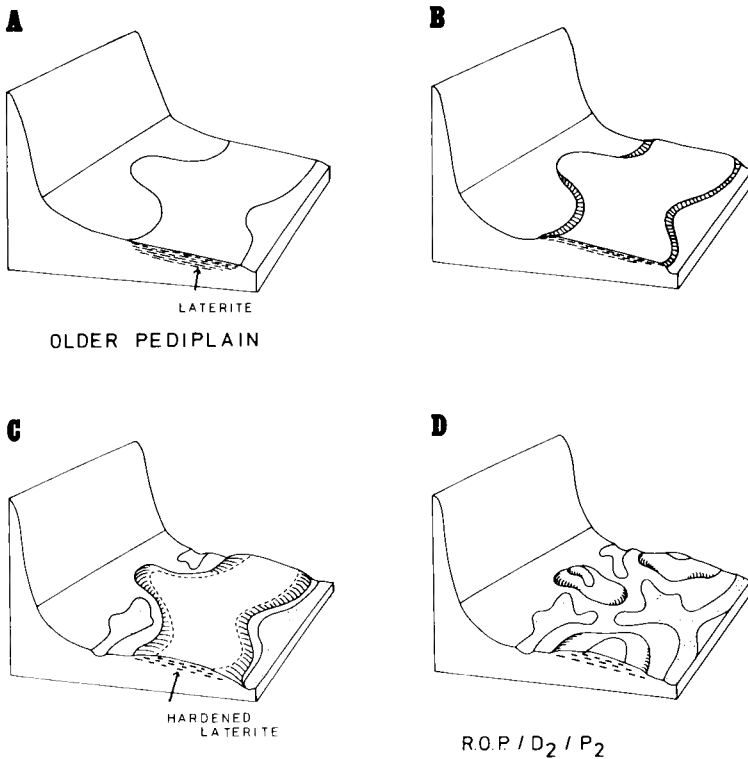 A
B
LATERITE
OLDER PEDIPLAIN
C
D
HARDENED
LATERITE
R.O.P. / D₂ / P₂